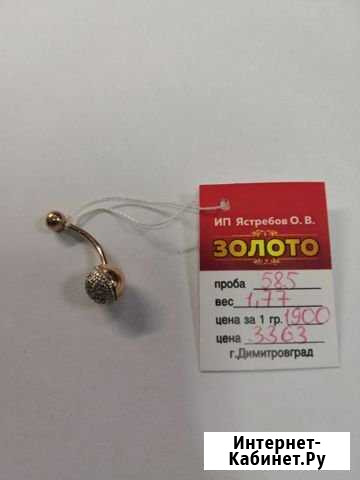 ИП Ястребов О. В.
ЗОЛОТО
проба 585
вес 1,77
цена за 1 гр. 1900
цена 3363
г.Димитровград
Интернет-
Кабинет.Ру